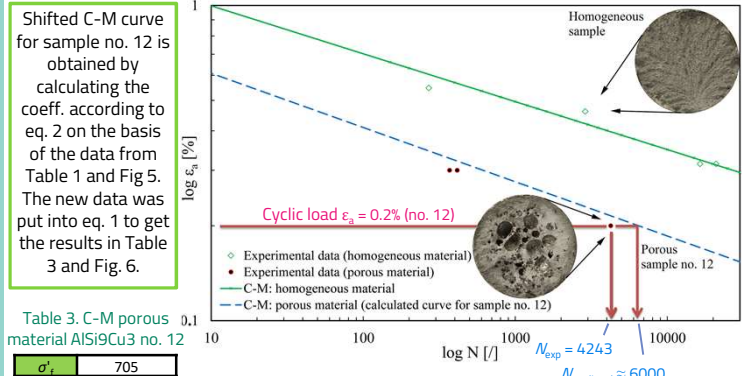 Shifted C-M curve
for sample no. 12 is
obtained by
calculating the
coeff. according to
eq. 2 on the basis
of the data from
Table 1 and Fig 5.
The new data was
put into eq. 1 to get
the results in Table
3 and Fig. 6.
Table 3. C-M porous
material AlSi9Cu3 no. 12
σ'f 705
1
log εa [%]
0.1
Homogeneous
sample
Cyclic load εa = 0.2% (no. 12)
Experimental data (homogeneous material)
Experimental data (porous material)
C-M: homogeneous material
C-M: porous material (calculated curve for sample no. 12)
Porous
sample no. 12
10 100 1000 10000
log N [/]
Nexp = 4243
≈ 6000